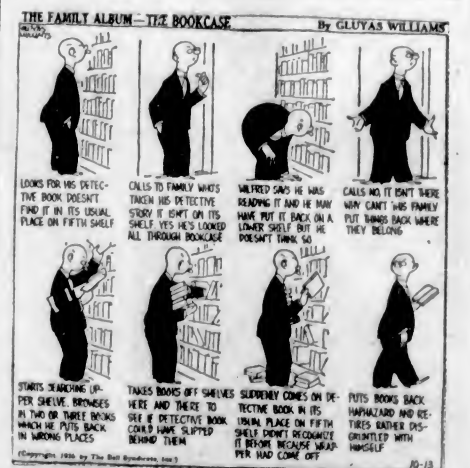 THE FAMILY ALBUM—THE BOOKCASE
By GLUYAS WILLIAMS
GLUYAS
WILLIAMS
LOOKS FOR HIS DETEC-
TIVE BOOK DOESN'T
FIND IT IN ITS USUAL
PLACE ON FIFTH SHELF
CALLS TO FAMILY WHO'S
TAKEN HIS DETECTIVE
STORY IT ISN'T ON ITS
SHELF YES HE'S LOOKED
ALL THROUGH BOOKCASE
WILFRED SAYS HE WAS
READING IT AND HE MAY
HAVE PUT IT BACK ON A
LOWER SHELF BUT HE
DOESN'T THINK SO
CALLS NO, IT ISN'T THERE
WHY CAN'T THIS FAMILY
PUT THINGS BACK WHERE
THEY BELONG
STARTS SEARCHING UP-
PER SHELVE. BROWSES
IN TWO OR THREE BOOKS
WHICH HE PUTS BACK
IN WRONG PLACES
TAKES BOOKS OFF SHELVES
HERE AND THERE TO
SEE IF DETECTIVE BOOK
COULD HAVE SLIPPED
BEHIND THEM
SUDDENLY COMES ON DE-
TECTIVE BOOK IN ITS
USUAL PLACE ON FIFTH
SHELF DIDN'T RECOGNIZE
IT BEFORE BECAUSE WRAP
PER HAD COME OFF
PUTS BOOKS BACK
HAPHAZARD AND RE-
TIRES RATHER DIS-
GRUNTLED WITH
HIMSELF
(Copyright, 1936 by The Bell Syndicate, Inc.)
10-13